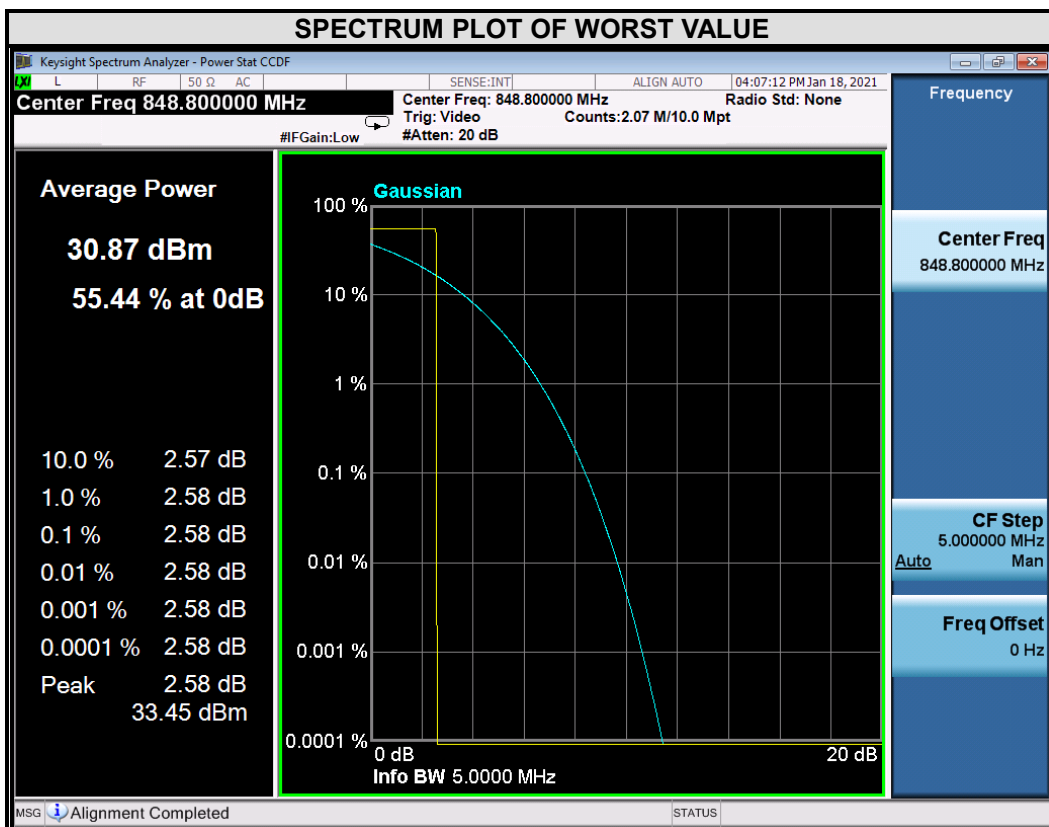 SPECTRUM PLOT OF WORST VALUE
Keysight Spectrum Analyzer - Power Stat CCDF
LXI L RF 50 Ω AC SENSE:INT ALIGN AUTO 04:07:12 PM Jan 18, 2021
Center Freq 848.800000 MHz
#IFGain:Low
Center Freq: 848.800000 MHz Radio Std: None
Trig: Video Counts:2.07 M/10.0 Mpt
#Atten: 20 dB
Average Power
30.87 dBm
55.44 % at 0dB
10.0 % 2.57 dB
1.0 % 2.58 dB
0.1 % 2.58 dB
0.01 % 2.58 dB
0.001 % 2.58 dB
0.0001 % 2.58 dB
Peak 2.58 dB
33.45 dBm
Gaussian
100 %
10 %
1 %
0.1 %
0.01 %
0.001 %
0.0001 %
0 dB 20 dB
Info BW 5.0000 MHz
Frequency
Center Freq
848.800000 MHz
CF Step
5.000000 MHz
Auto Man
Freq Offset
0 Hz
MSG Alignment Completed STATUS